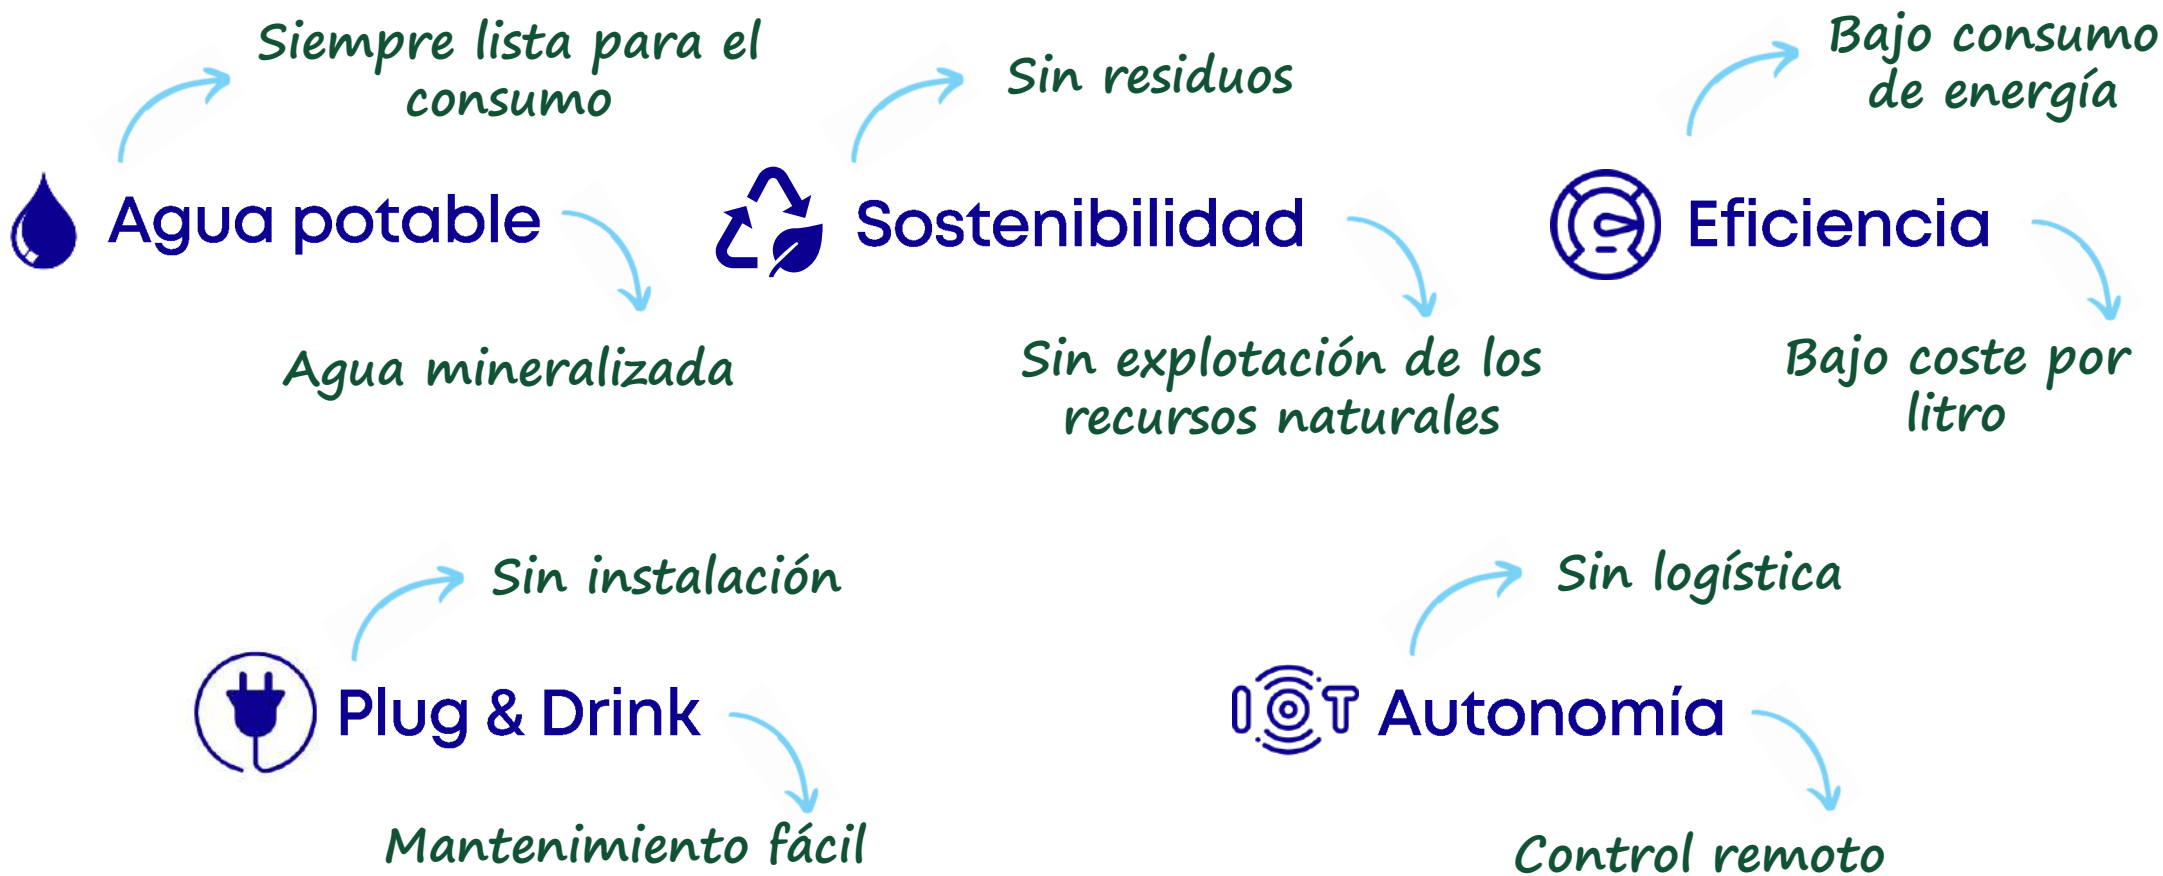 Siempre lista para el
consumo
Agua potable
Agua mineralizada
Sin residuos
Sostenibilidad
Sin explotación de los
recursos naturales
Bajo consumo
de energía
Eficiencia
Bajo coste por
litro
Sin instalación
Plug & Drink
Mantenimiento fácil
Sin logística
IOT Autonomía
Control remoto